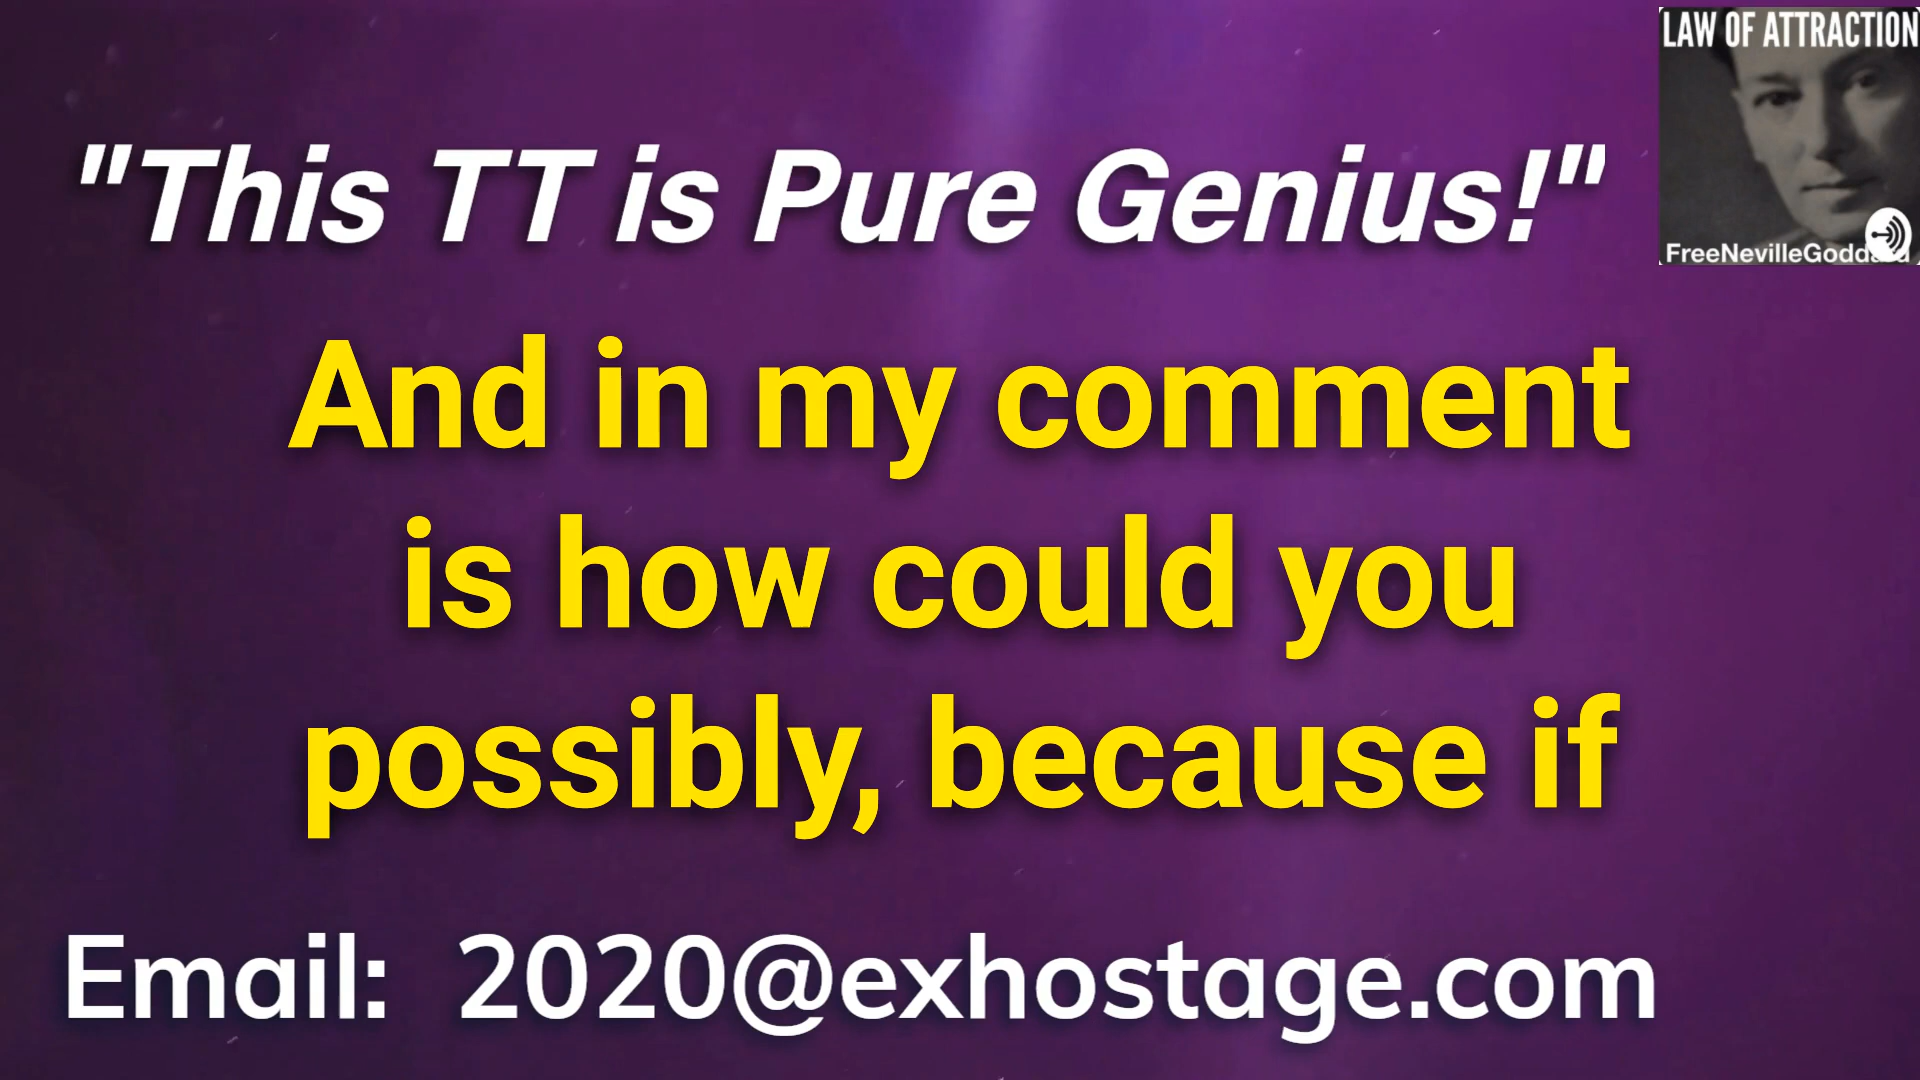 LAW OF ATTRACTION
"This TT is Pure Genius!"
FreeNevilleGodd
And in my comment
is how could you
possibly, because if
Email: 2020@exhostage.com